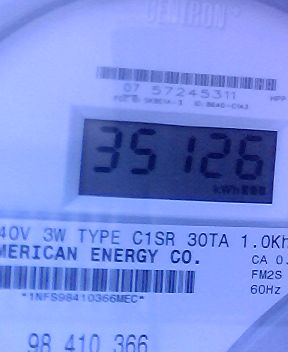 CENTRON®
07 57245311
35126
kWh
40V 3W TYPE C1SR 30TA 1.0Kh
MERICAN ENERGY CO.
CA 0.
FM2S
60Hz
*1NFS98410366MEC*
98 410 366